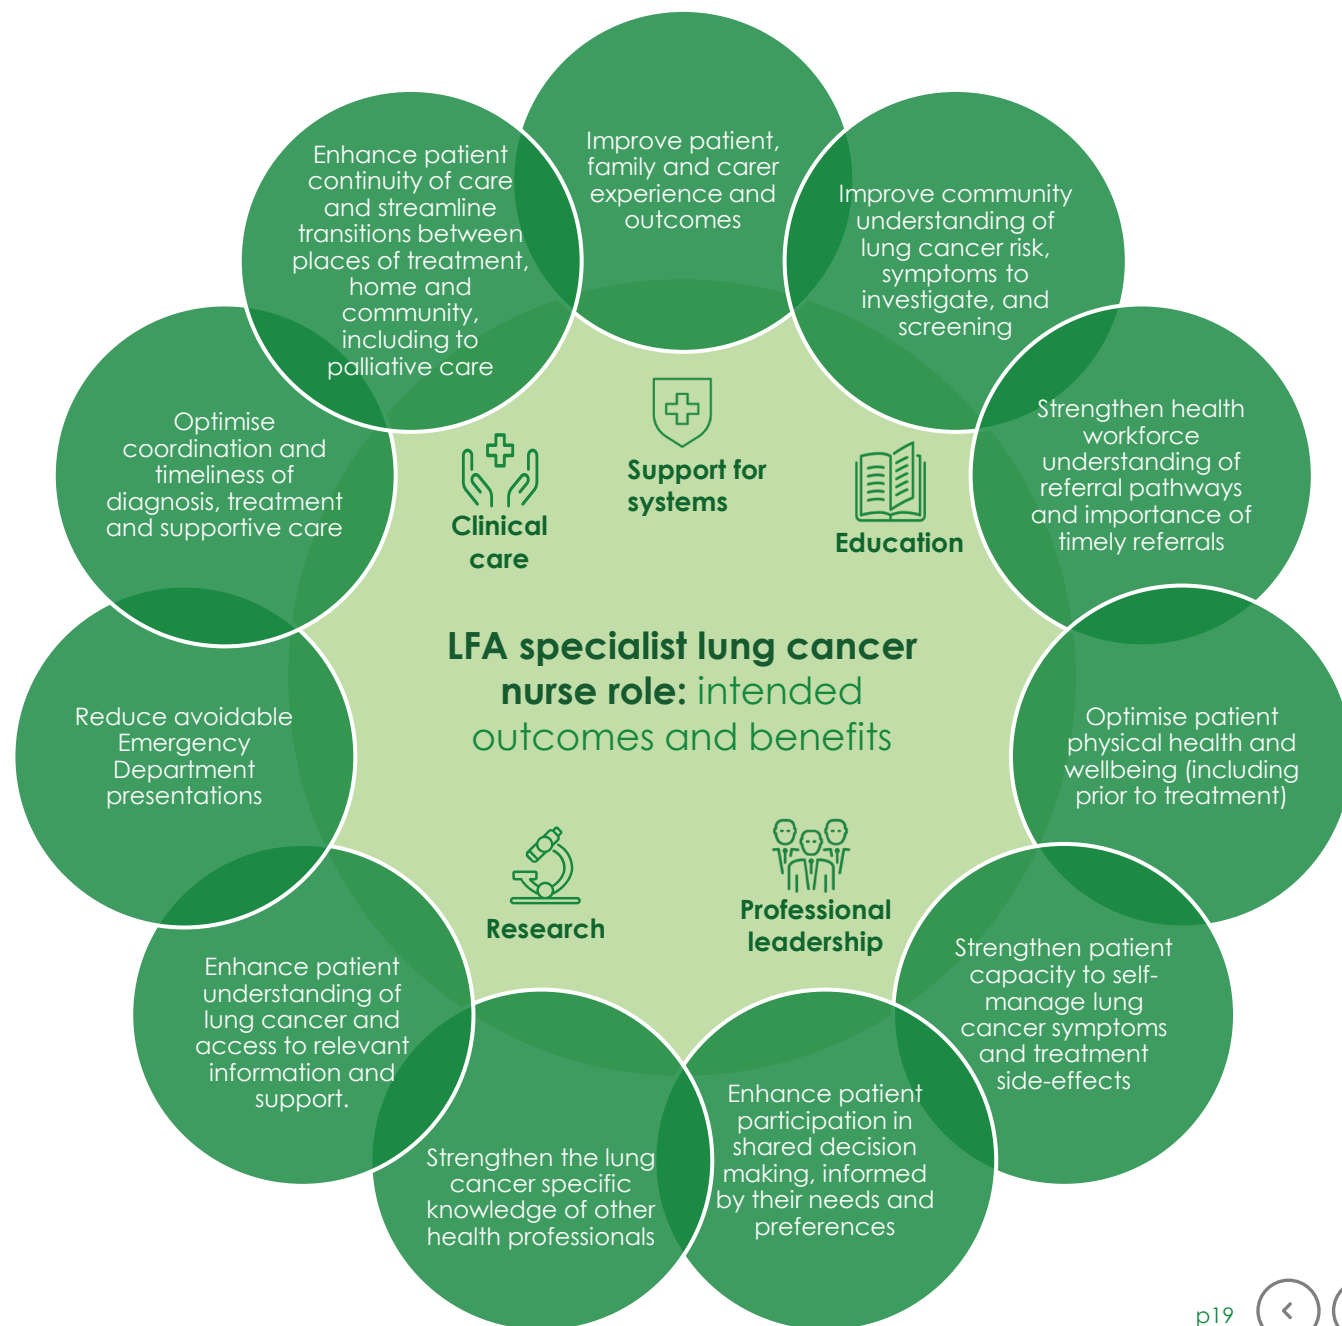 Improve patient,
family and carer
experience and
outcomes
Improve community
understanding of
lung cancer risk,
symptoms to
investigate, and
screening
Strengthen health
workforce
understanding of
referral pathways
and importance of
timely referrals
Optimise patient
physical health and
wellbeing (including
prior to treatment)
Strengthen patient
capacity to self-
manage lung
cancer symptoms
and treatment
side-effects
Enhance patient
participation in
shared decision
making, informed
by their needs and
preferences
Strengthen the lung
cancer specific
knowledge of other
health professionals
Enhance patient
understanding of
lung cancer and
access to relevant
information and
support.
Reduce avoidable
Emergency
Department
presentations
Optimise
coordination and
timeliness of
diagnosis, treatment
and supportive care
Enhance patient
continuity of care
and streamline
transitions between
places of treatment,
home and
community,
including to
palliative care
Clinical
care
Support for
systems
Education
LFA specialist lung cancer
nurse role: intended
outcomes and benefits
Research
Professional
leadership
p19